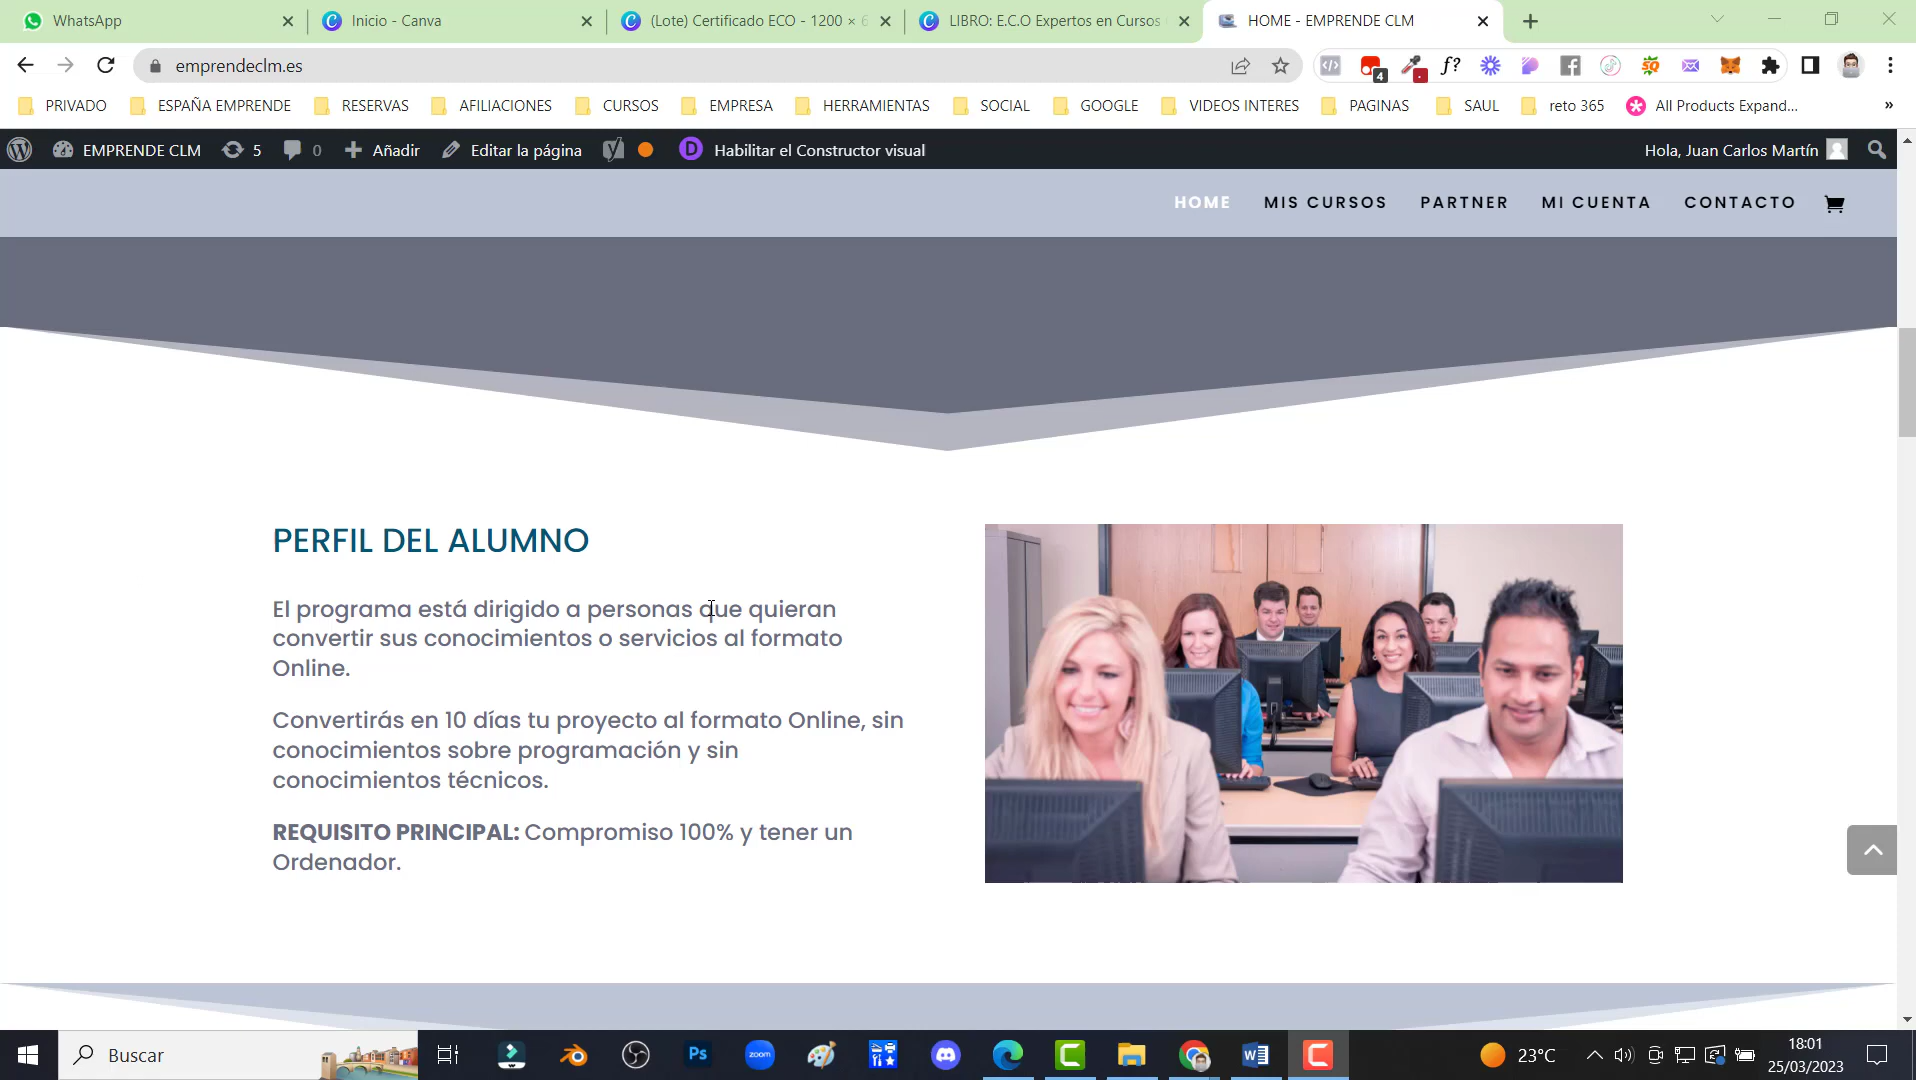 WhatsApp
Inicio - Canva
(Lote) Certificado ECO - 1200 × 6
LIBRO: E.C.O Expertos en Cursos
HOME - EMPRENDE CLM
emprendeclm.es
4
f?
PRIVADO
ESPAÑA EMPRENDE
RESERVAS
AFILIACIONES
CURSOS
EMPRESA
HERRAMIENTAS
SOCIAL
GOOGLE
VIDEOS INTERES
PAGINAS
SAUL
reto 365
All Products Expand...
»
EMPRENDE CLM
5
0
Añadir
Editar la página
D
Habilitar el Constructor visual
Hola, Juan Carlos Martín
HOME
MIS CURSOS
PARTNER
MI CUENTA
CONTACTO
PERFIL DEL ALUMNO
El programa está dirigido a personas que quieran
convertir sus conocimientos o servicios al formato
Online.
Convertirás en 10 días tu proyecto al formato Online, sin
conocimientos sobre programación y sin
conocimientos técnicos.
REQUISITO PRINCIPAL: Compromiso 100% y tener un
Ordenador.
Buscar
Ps
zoom
23°C
18:01
25/03/2023